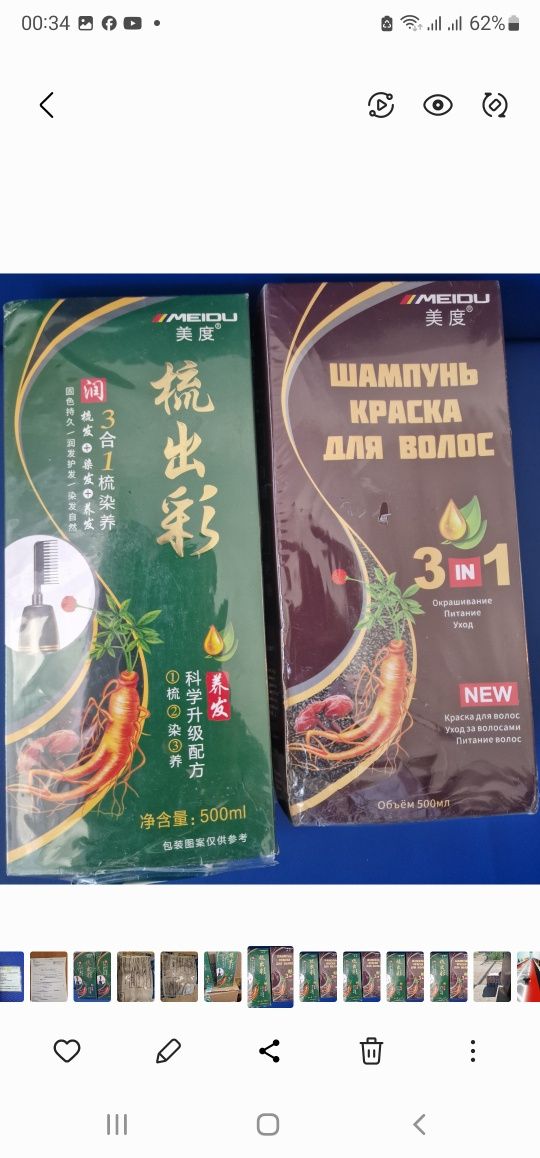 00:34
62%
MEIDU
美度®
梳出彩
润
3合1梳染养
梳发+染发+养发
固色持久/润发护发/染发自然
养发
科学升级配方
①梳②染③养
净含量：500ml
包装图案仅供参考
MEIDU
美度®
ШАМПУНЬ
КРАСКА
ДЛЯ ВОЛОС
3 IN 1
Окрашивание
Питание
Уход
NEW
Краска для волос
Уход за волосами
Питание волос
Объём 500мл